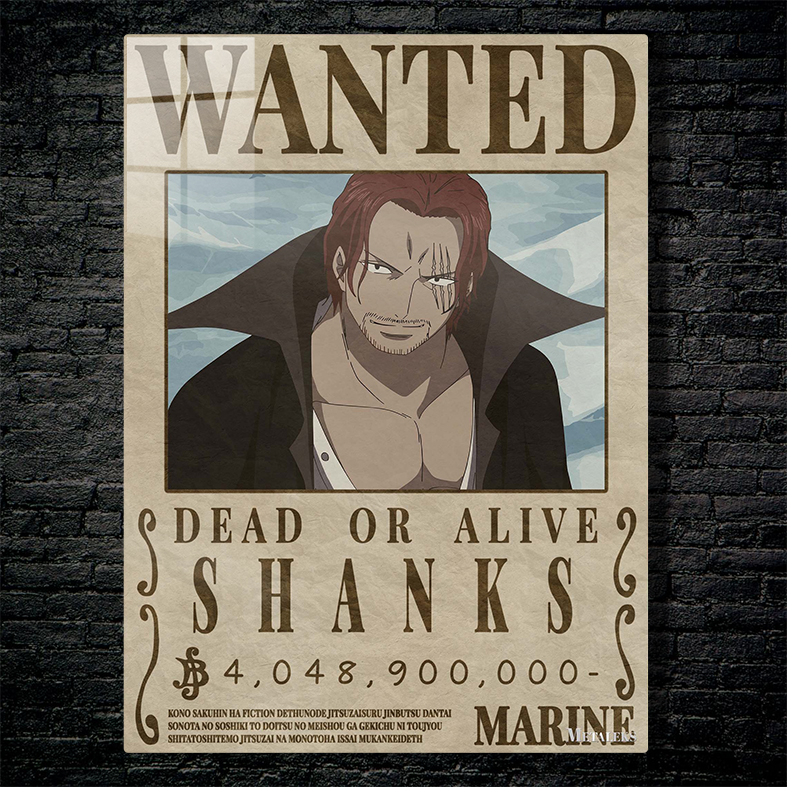 WANTED
DEAD OR ALIVE
SHANKS
฿4,048,900,000-
KONO SAKUHIN HA FICTION DETHUNODE JITSUZAISURU JINBUTSU DANTAI
SONOTA NO SOSHIKI TO DOITSU NO MEISHOU GA GEKICHU NI TOUJYOU
SHITATOSHITEMO JITSUZAI NA MONOTOHA ISSAI MUKANKEIDETH
MARINE
METALEKS